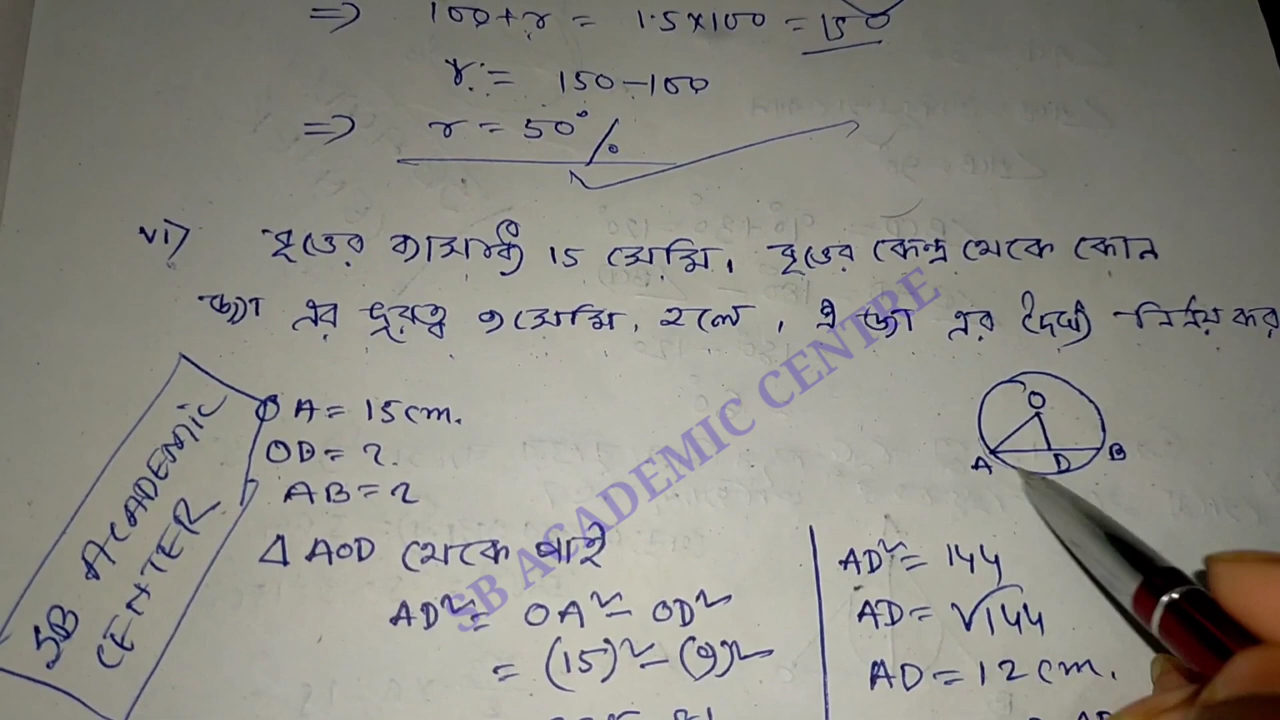 ⇒ 100+r = 1.5×100 = 150
r = 150-100
⇒ r = 50%
vi) বৃত্তের ব্যাসার্ধ 15 সেমি, বৃত্তের কেন্দ্র থেকে কোন
জ্যা এর দূরত্ব 9 সেমি, হলে, ঐ জ্যা এর দৈর্ঘ্য নির্ণয় কর
OA = 15cm.
OD = ?
AB = ?
O
A D B
Δ AOD থেকে পাই
AD² = OA² - OD²
= (15)² - (9)²
AD² = 144
AD = √144
AD = 12cm.
SB ACADEMIC
CENTER
SB ACADEMIC CENTRE